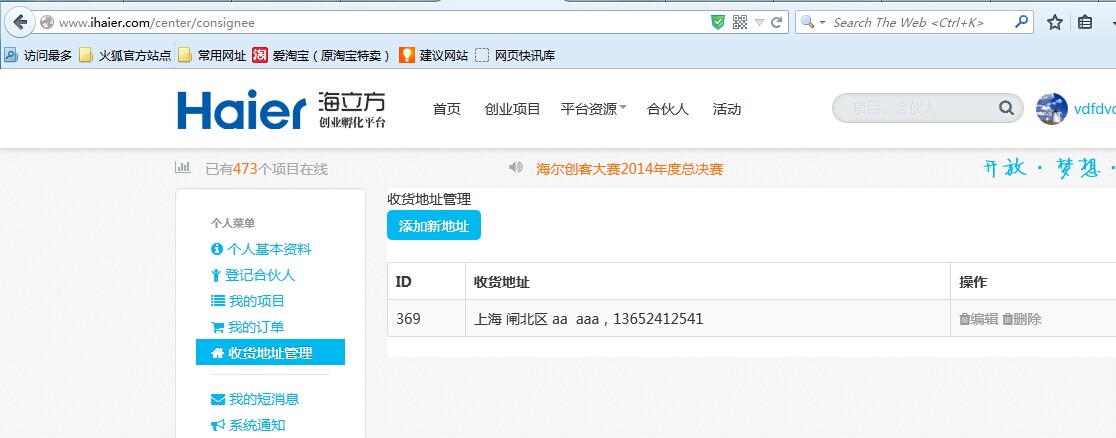 www.ihaier.com/center/consignee
Search The Web <Ctrl+K>
访问最多 火狐官方站点 常用网址 淘 爱淘宝（原淘宝特卖） 建议网站 网页快讯库
Haier 海立方
创业孵化平台
首页 创业项目 平台资源 合伙人 活动
项目、合伙人
已有473个项目在线
海尔创客大赛2014年度总决赛
开放·梦想·
个人菜单
个人基本资料
登记合伙人
我的项目
我的订单
收货地址管理
我的短消息
系统通知
收货地址管理
添加新地址
ID 收货地址 操作
369 上海 闸北区 aa aaa，13652412541 编辑 删除